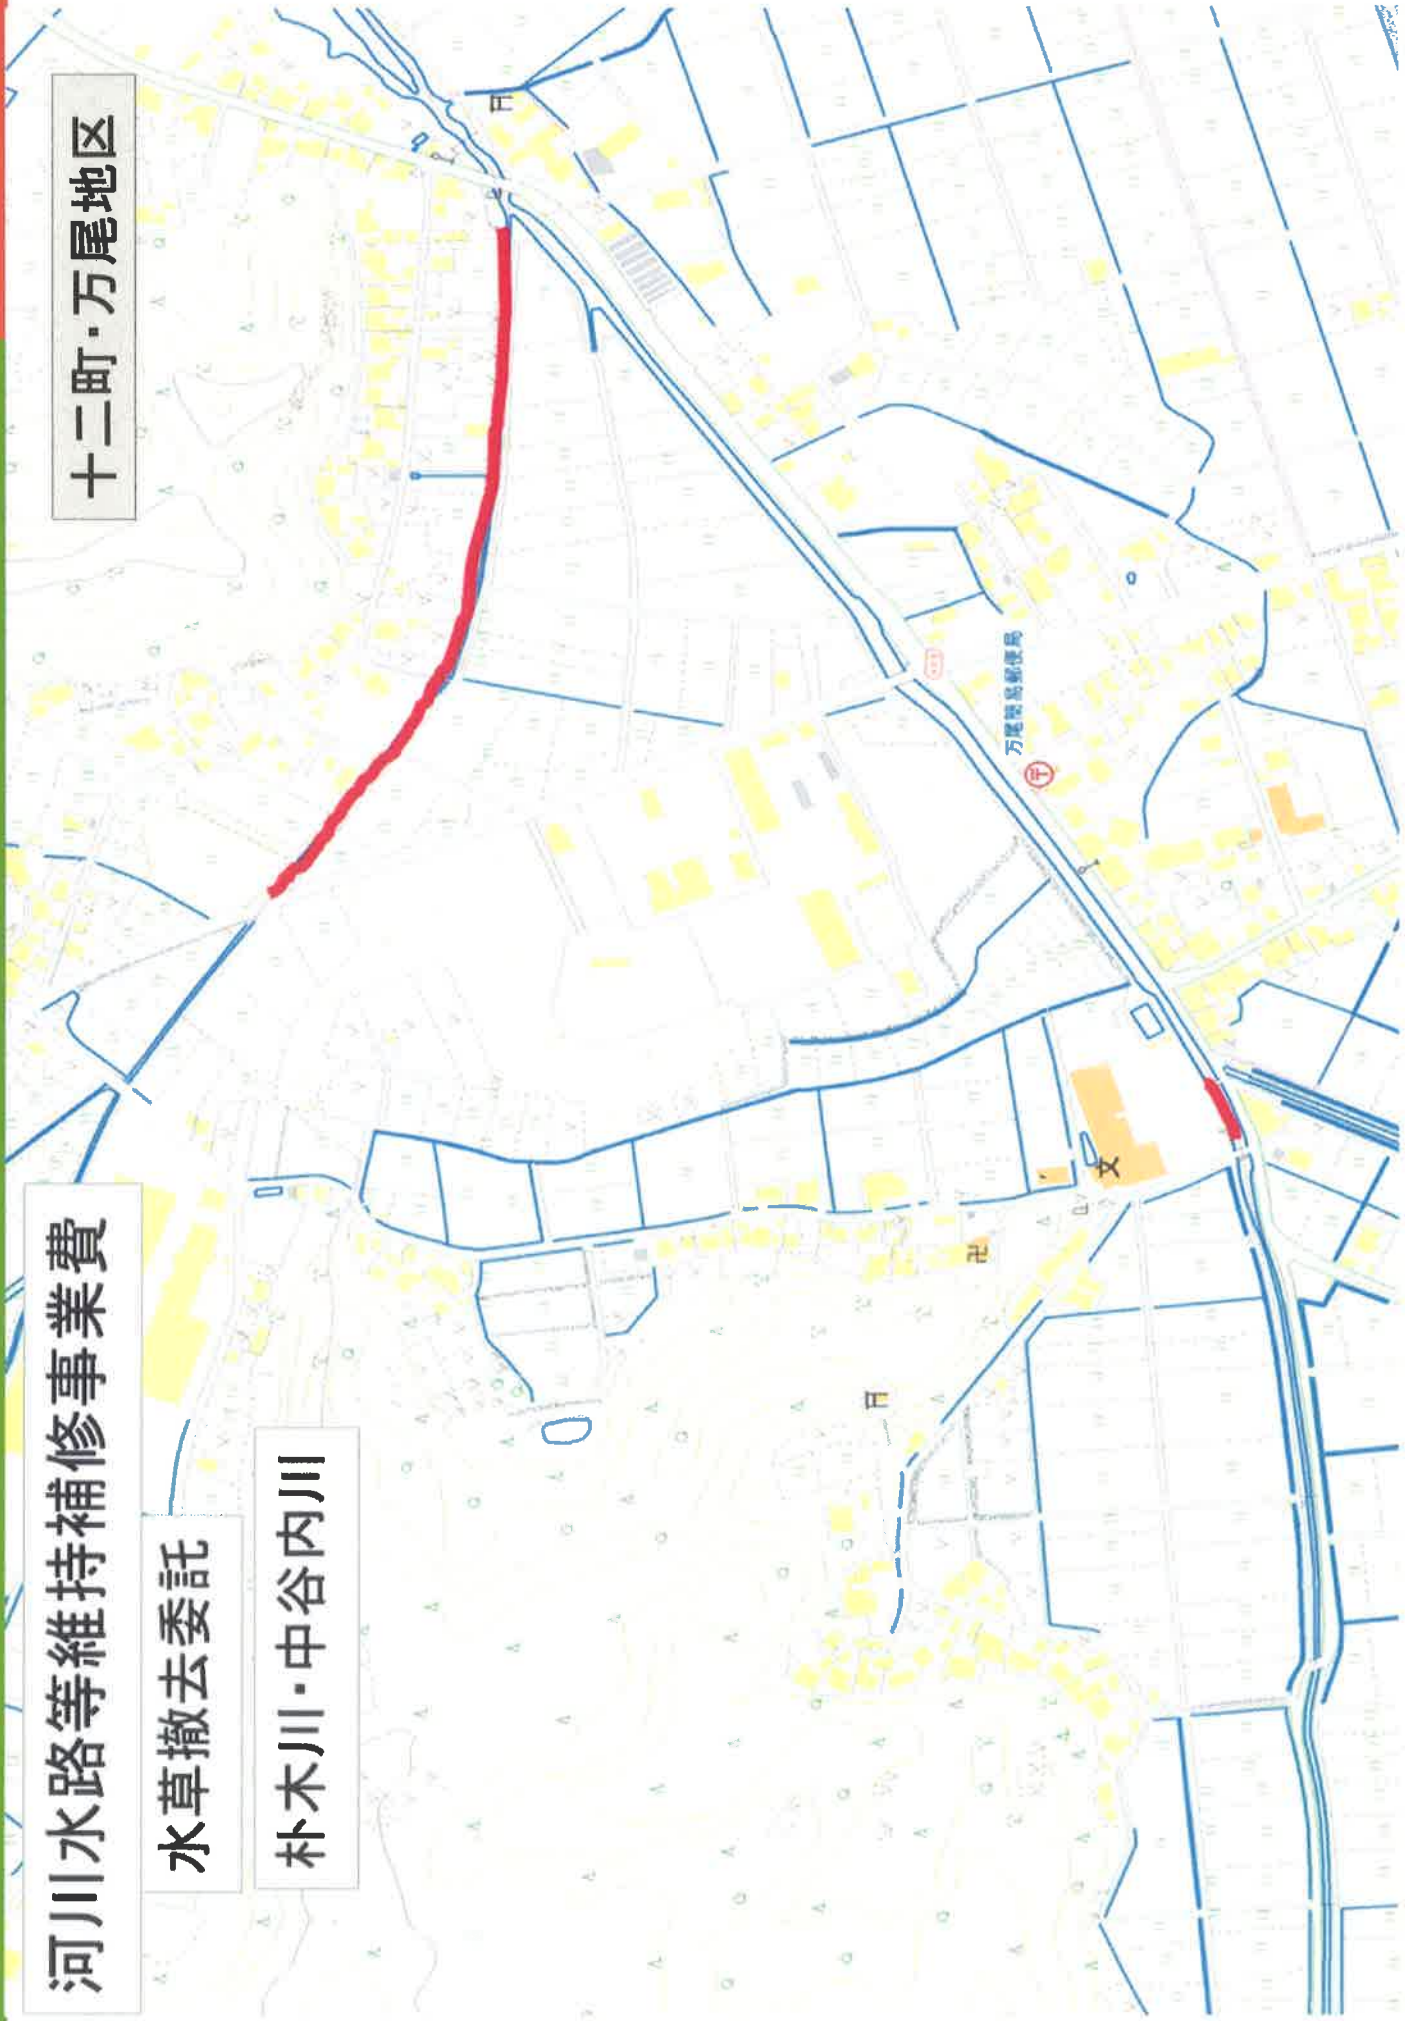 河川水路等維持補修事業費
水草撤去委託
朴木川・中谷内川
十二町・万尾地区
万尾簡易郵便局
文